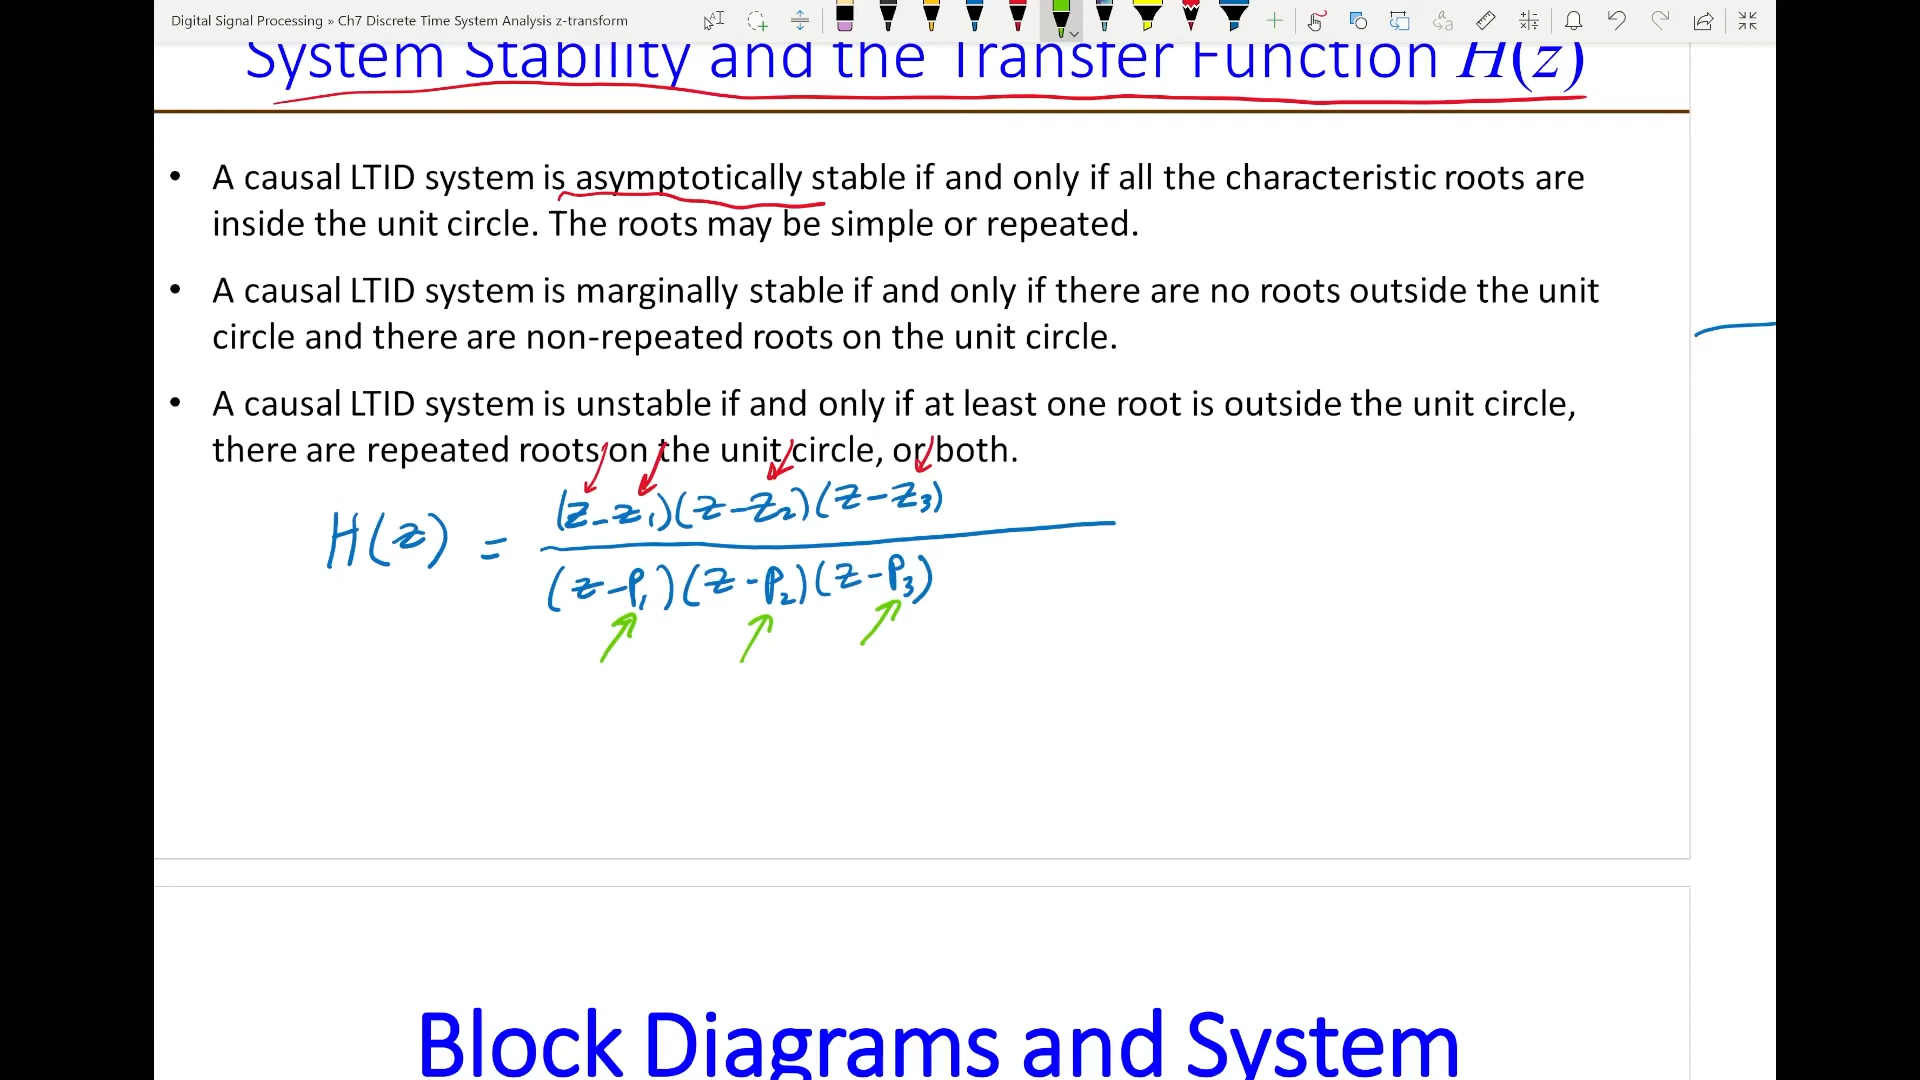 Digital Signal Processing » Ch7 Discrete Time System Analysis z-transform
System Stability and the Transfer Function H(z)
• A causal LTID system is asymptotically stable if and only if all the characteristic roots are
inside the unit circle. The roots may be simple or repeated.
• A causal LTID system is marginally stable if and only if there are no roots outside the unit
circle and there are non-repeated roots on the unit circle.
• A causal LTID system is unstable if and only if at least one root is outside the unit circle,
there are repeated roots on the unit circle, or both.
(z-z₁)(z-z₂)(z-z₃)
H(z) =
(z-p₁)(z-p₂)(z-p₃)
Block Diagrams and System